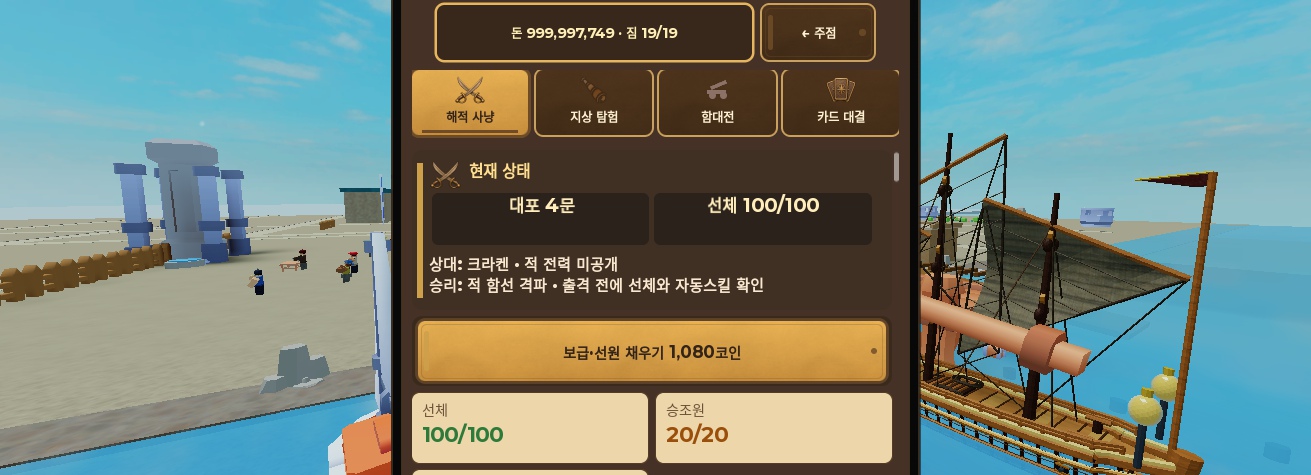 돈 999,997,749 · 짐 19/19
← 주점
해적 사냥
지상 탐험
함대전
카드 대결
현재 상태
대포 4문
선체 100/100
상대: 크라켄 • 적 전력 미공개
승리: 적 함선 격파 • 출격 전에 선체와 자동스킬 확인
보급·선원 채우기 1,080코인
선체
승조원
100/100
20/20